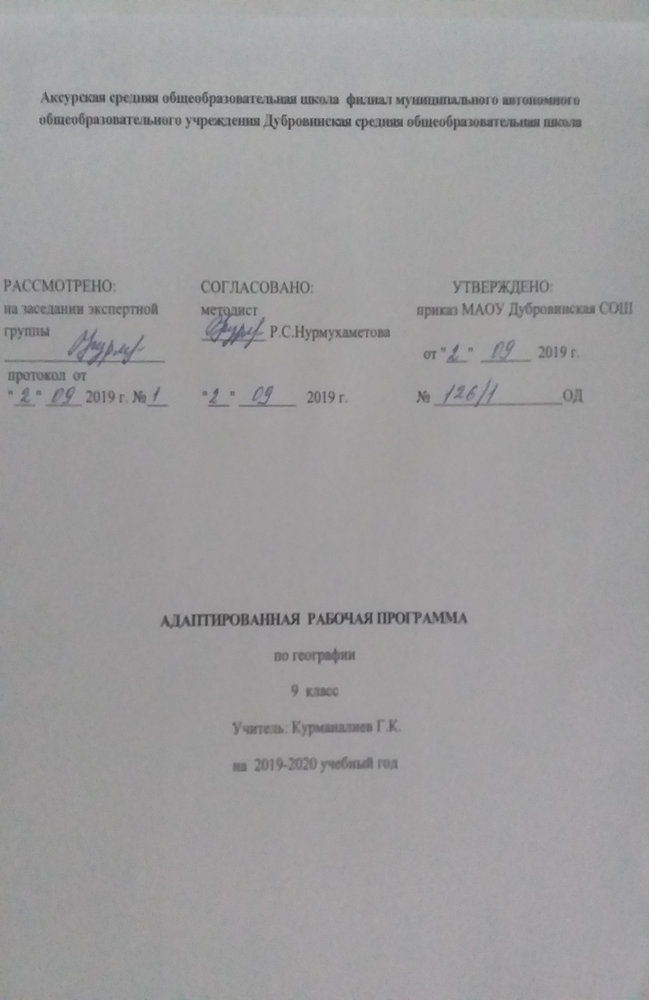 Аксурская средняя общеобразовательная школа филиал муниципального автономного
общеобразовательного учреждения Дубровинская средняя общеобразовательная школа
РАССМОТРЕНО:
на заседании экспертной
группы
протокол от
"2" 09 2019 г. №1
СОГЛАСОВАНО:
методист
Р.С.Нурмухаметова
"2" 09 2019 г.
УТВЕРЖДЕНО:
приказ МАОУ Дубровинская СОШ
от "2" 09 2019 г.
№ 126/1 ОД
АДАПТИРОВАННАЯ РАБОЧАЯ ПРОГРАММА
по географии
9 класс
Учитель: Курманалиев Г.К.
на 2019-2020 учебный год